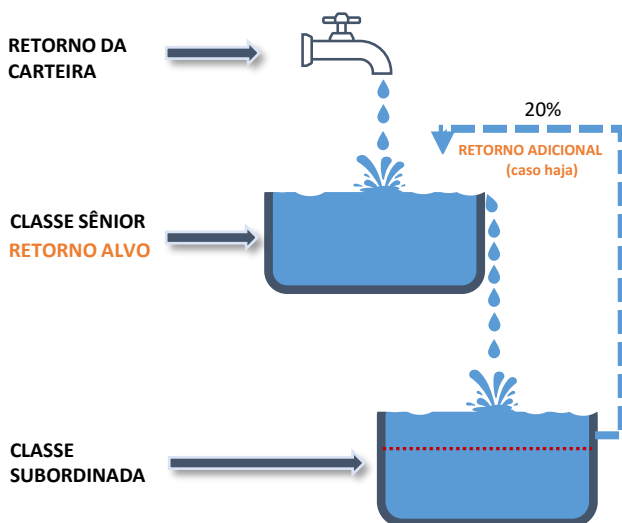 RETORNO DA
CARTEIRA
20%
RETORNO ADICIONAL
(caso haja)
CLASSE SÊNIOR
RETORNO ALVO
CLASSE
SUBORDINADA